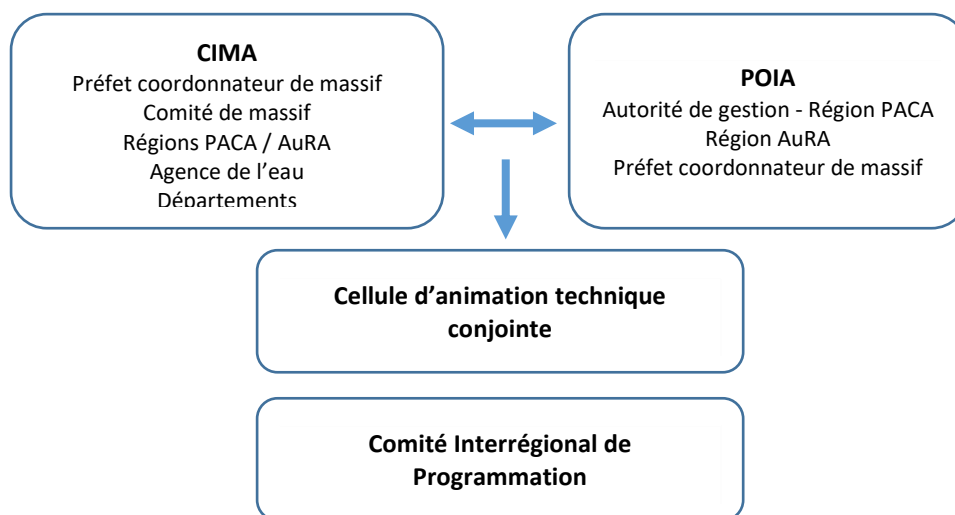 CIMA
Préfet coordonnateur de massif
Comité de massif
Régions PACA / AuRA
Agence de l'eau
Départements
POIA
Autorité de gestion - Région PACA
Région AuRA
Préfet coordonnateur de massif
Cellule d'animation technique
conjointe
Comité Interrégional de
Programmation